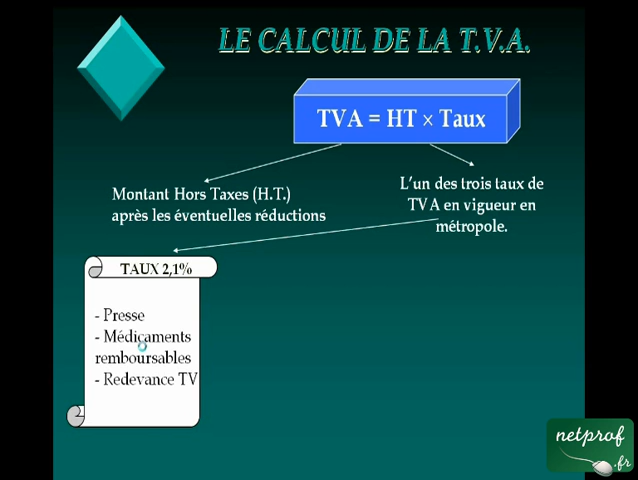 LE CALCUL DE LA T.V.A.
TVA = HT × Taux
Montant Hors Taxes (H.T.)
après les éventuelles réductions
L'un des trois taux de
TVA en vigueur en
métropole.
TAUX 2,1%
- Presse
- Médicaments
remboursables
- Redevance TV
netprof
.fr